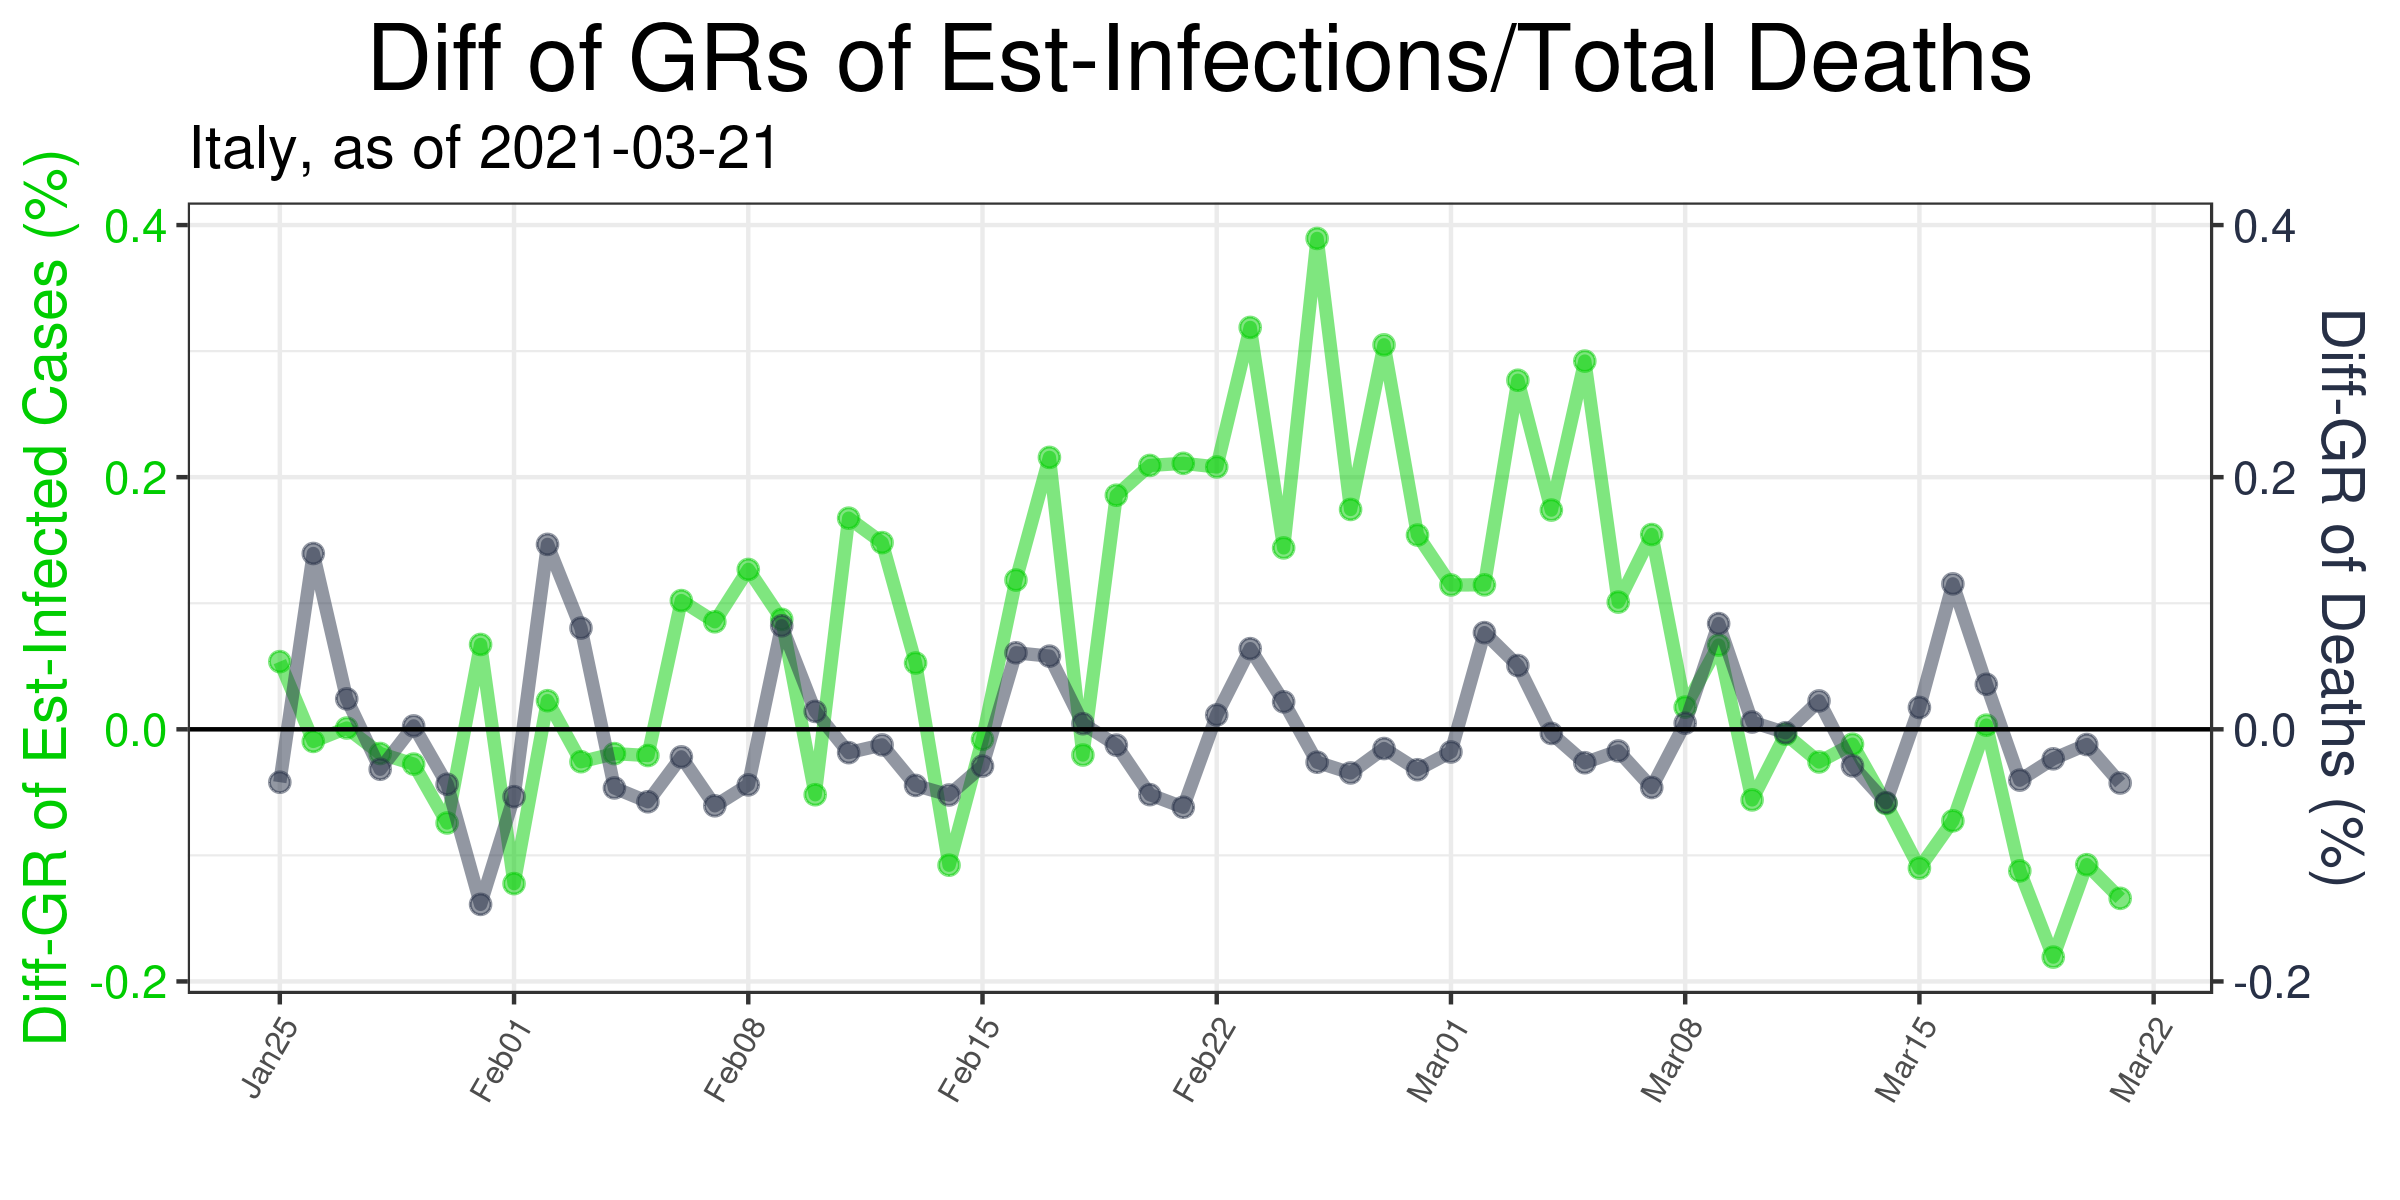 Diff of GRs of Est-Infections/Total Deaths
Italy, as of 2021-03-21
Diff-GR of Est-Infected Cases (%)
0.4
0.2
0.0
-0.2
0.4
0.2
0.0
-0.2
Diff-GR of Deaths (%)
Jan25
Feb01
Feb08
Feb15
Feb22
Mar01
Mar08
Mar15
Mar22